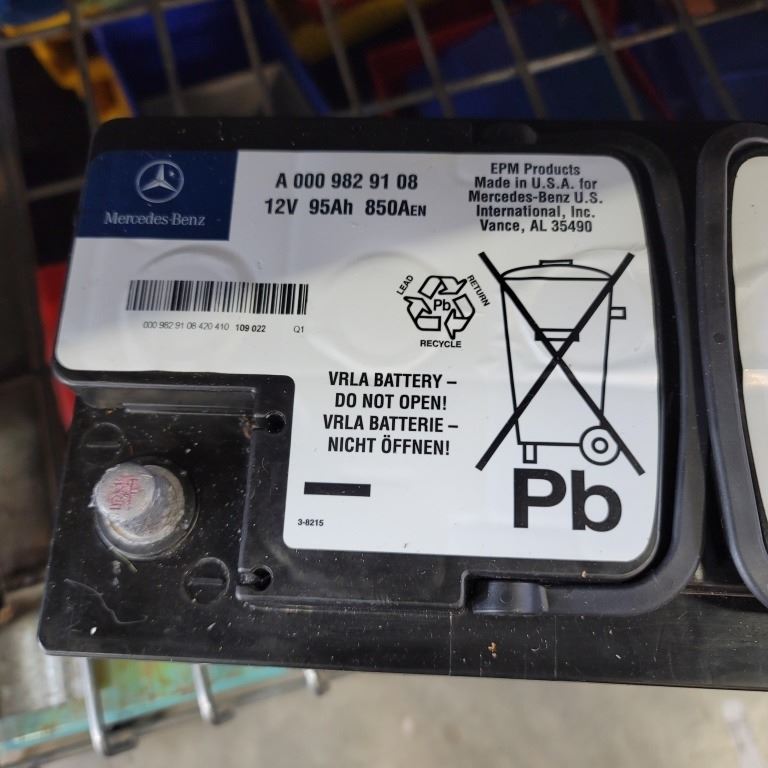 Mercedes-Benz
A 000 982 91 08
12V 95Ah 850AEN
EPM Products
Made in U.S.A. for
Mercedes-Benz U.S.
International, Inc.
Vance, AL 35490
000 982 91 08 420 410 109 022 Q1
LEAD
RETURN
Pb
RECYCLE
VRLA BATTERY –
DO NOT OPEN!
VRLA BATTERIE –
NICHT ÖFFNEN!
Pb
3-8215